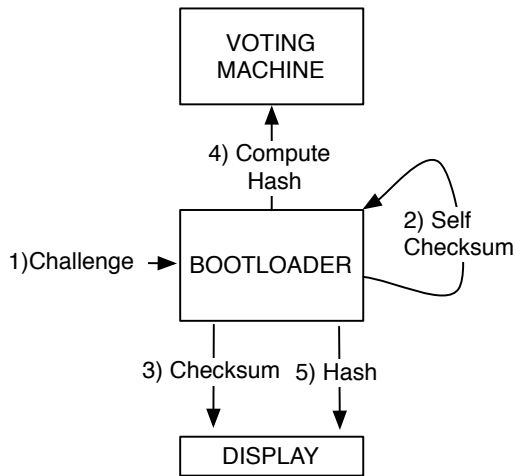 VOTING
MACHINE
4) Compute
Hash
2) Self
Checksum
1)Challenge
BOOTLOADER
3) Checksum
5) Hash
DISPLAY